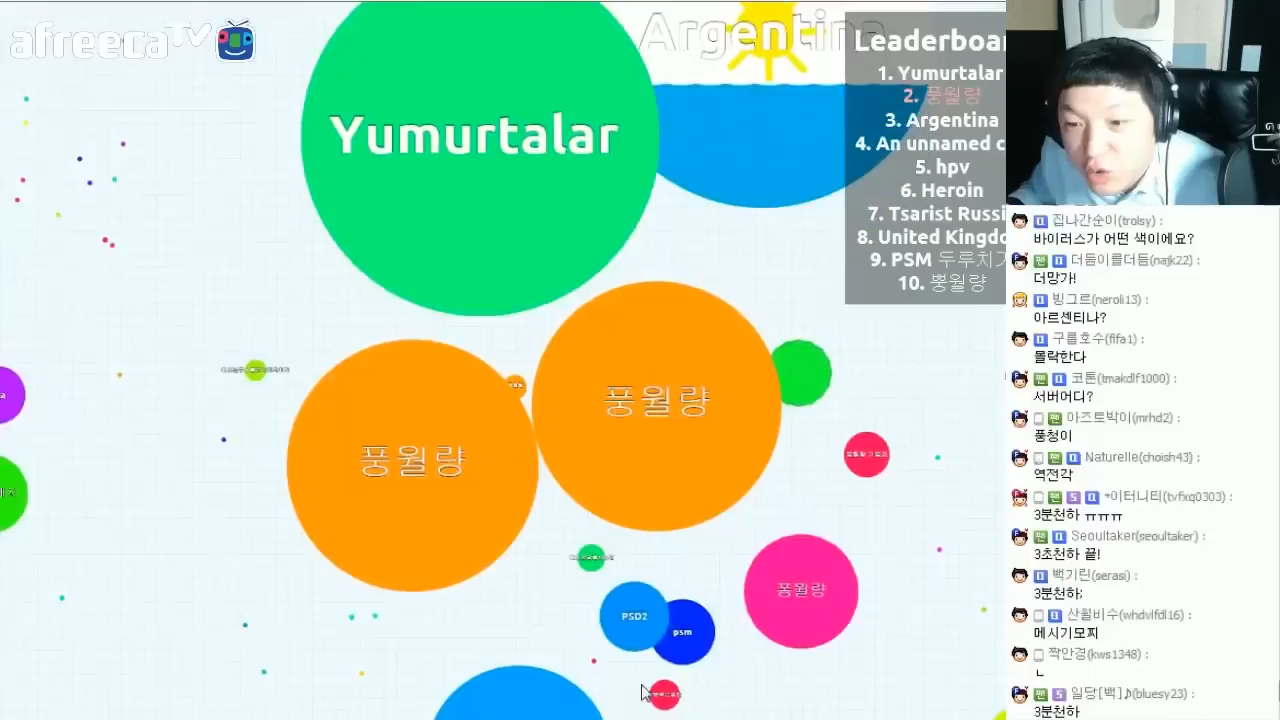 afreecaTV
Argentina
Yumurtalar
풍월량
풍월량
풍월량
PSD2
psm
Leaderboar
1. Yumurtalar
2. 풍월량
3. Argentina
4. An unnamed c
5. hpv
6. Heroin
7. Tsarist Russi
8. United Kingdo
9. PSM 두루치기
10. 뿡월량
집나간순이(trolsy) :
바이러스가 어떤 색이에요?
더듬이를더듬(najk22) :
더망가!
빙그르(neroli13) :
아르센티나?
구름호수(fifa1) :
몰락한다
코톤(tmakdlf1000) :
서버어디?
아즈로박이(mrhd2) :
풍청이
Naturelle(choish43) :
역전각
*이터니티(tvfxq0303) :
3분천하 ㅠㅠㅠ
Seoultaker(seoultaker) :
3초천하 끝!
백기린(serasi) :
3분천하;
산월비수(whdvlfdl16) :
메시기모찌
짝안경(kws1348) :
ㄴ
일당[백]♪(bluesy23) :
3분천하